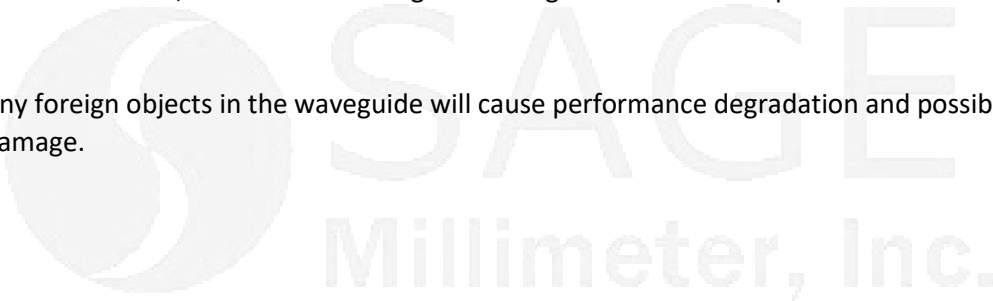 ny foreign objects in the waveguide will cause performance degradation and possib
amage.
SAGE
Millimeter, Inc.